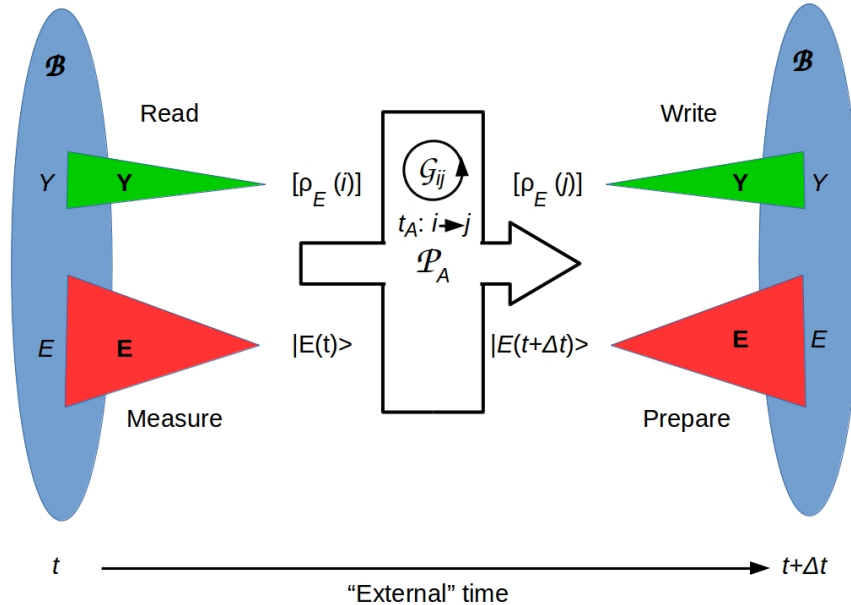 𝓑 𝓑
Read Write
Y Y [ρ_E (i)] 𝒢_ij [ρ_E (j)] Y Y
t_A: i→j
𝒫_A
E E |E(t)> |E(t+Δt)> E E
Measure Prepare
t t+Δt
“External” time